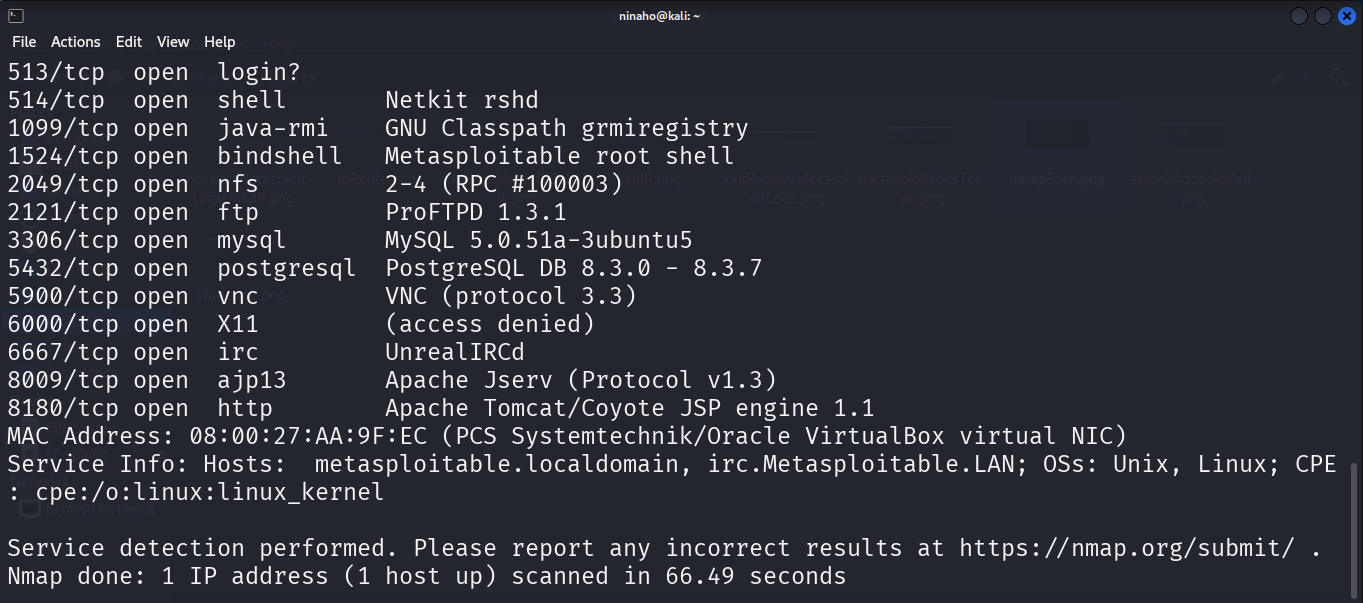 ninaho@kali: ~
File Actions Edit View Help
513/tcp open login?
514/tcp open shell Netkit rshd
1099/tcp open java-rmi GNU Classpath grmiregistry
1524/tcp open bindshell Metasploitable root shell
2049/tcp open nfs 2-4 (RPC #100003)
2121/tcp open ftp ProFTPD 1.3.1
3306/tcp open mysql MySQL 5.0.51a-3ubuntu5
5432/tcp open postgresql PostgreSQL DB 8.3.0 - 8.3.7
5900/tcp open vnc VNC (protocol 3.3)
6000/tcp open X11 (access denied)
6667/tcp open irc UnrealIRCd
8009/tcp open ajp13 Apache Jserv (Protocol v1.3)
8180/tcp open http Apache Tomcat/Coyote JSP engine 1.1
MAC Address: 08:00:27:AA:9F:EC (PCS Systemtechnik/Oracle VirtualBox virtual NIC)
Service Info: Hosts:  metasploitable.localdomain, irc.Metasploitable.LAN; OSs: Unix, Linux; CPE
: cpe:/o:linux:linux_kernel
Service detection performed. Please report any incorrect results at https://nmap.org/submit/ .
Nmap done: 1 IP address (1 host up) scanned in 66.49 seconds